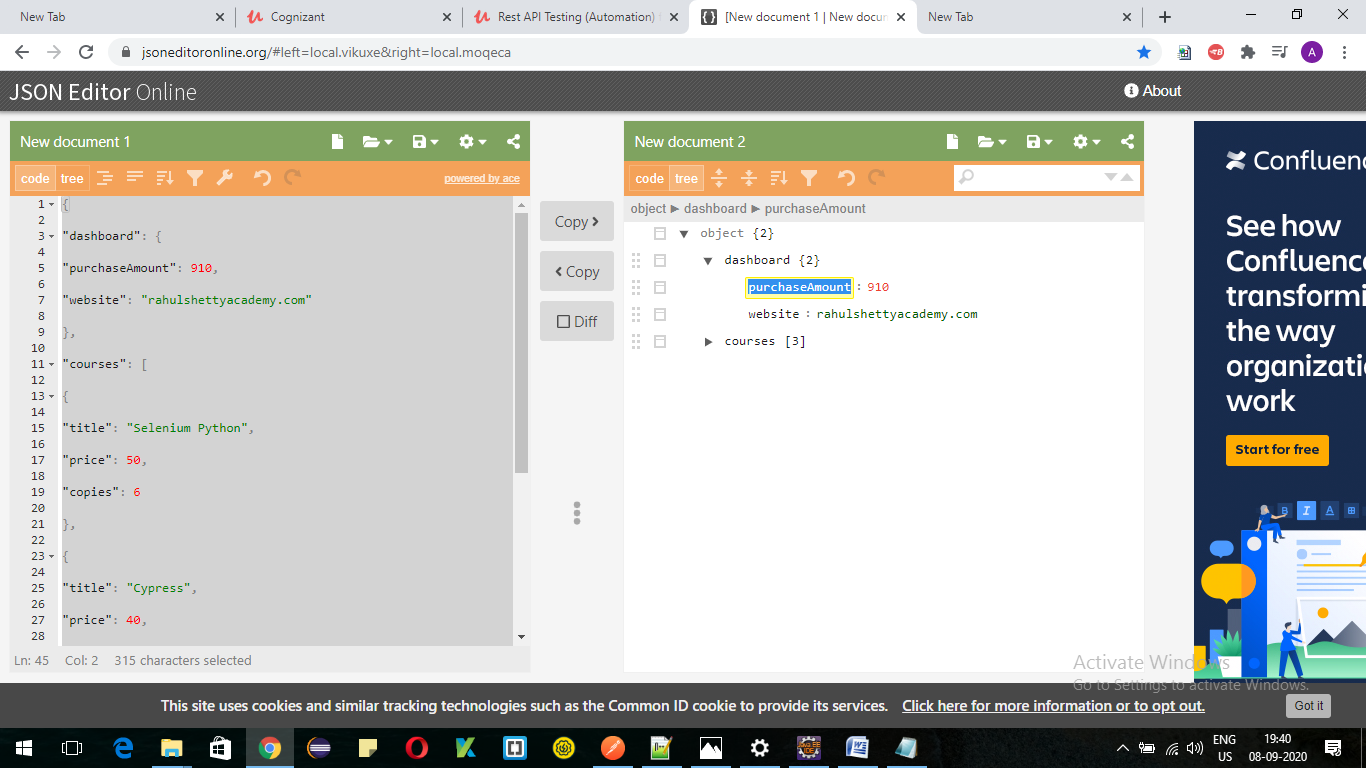 New Tab
Cognizant
Rest API Testing (Automation)
[New document 1 | New docum
New Tab
jsoneditoronline.org/#left=local.vikuxe&right=local.moqeca
A
JSON Editor Online
About
New document 1
code tree
powered by ace
1 {
2
3 "dashboard": {
4
5 "purchaseAmount": 910,
6
7 "website": "rahulshettyacademy.com"
8
9 },
10
11 "courses": [
12
13 {
14
15 "title": "Selenium Python",
16
17 "price": 50,
18
19 "copies": 6
20
21 },
22
23 {
24
25 "title": "Cypress",
26
27 "price": 40,
28
Ln: 45 Col: 2 315 characters selected
Copy
Copy
Diff
New document 2
code tree
object ► dashboard ► purchaseAmount
object {2}
dashboard {2}
purchaseAmount : 910
website : rahulshettyacademy.com
courses [3]
Confluenc
See how
Confluenc
transformi
the way
organizati
work
Start for free
B I A
Activate Windows
Go to Settings to activate Windows.
This site uses cookies and similar tracking technologies such as the Common ID cookie to provide its services. Click here for more information or to opt out.
Got it
ENG
US
19:40
08-09-2020